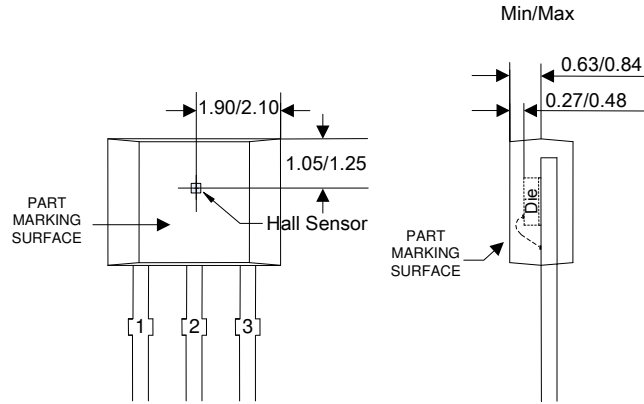 Min/Max
0.63/0.84
0.27/0.48
1.90/2.10
1.05/1.25
PART
MARKING
SURFACE
Hall Sensor
Die
PART
MARKING
SURFACE
1 2 3